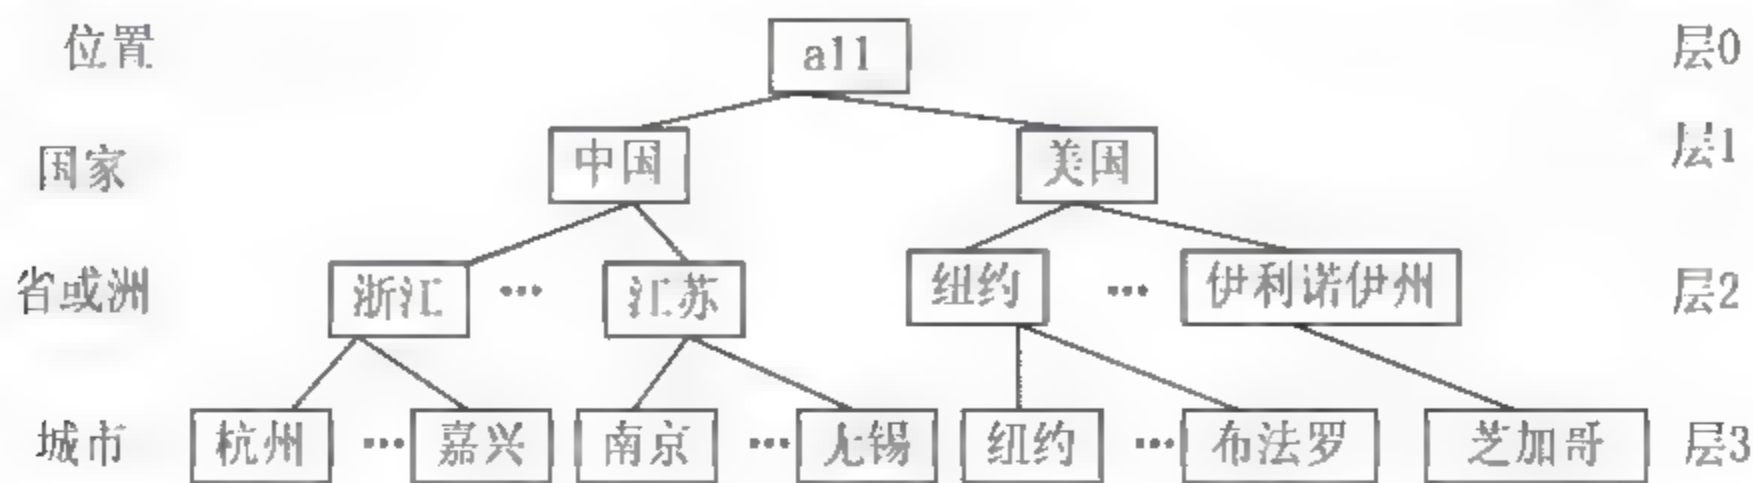 位置 all 层0
国家 中国 美国 层1
省或洲 浙江 … 江苏 纽约 … 伊利诺伊州 层2
城市 杭州 … 嘉兴 南京 … 无锡 纽约 … 布法罗 芝加哥 层3